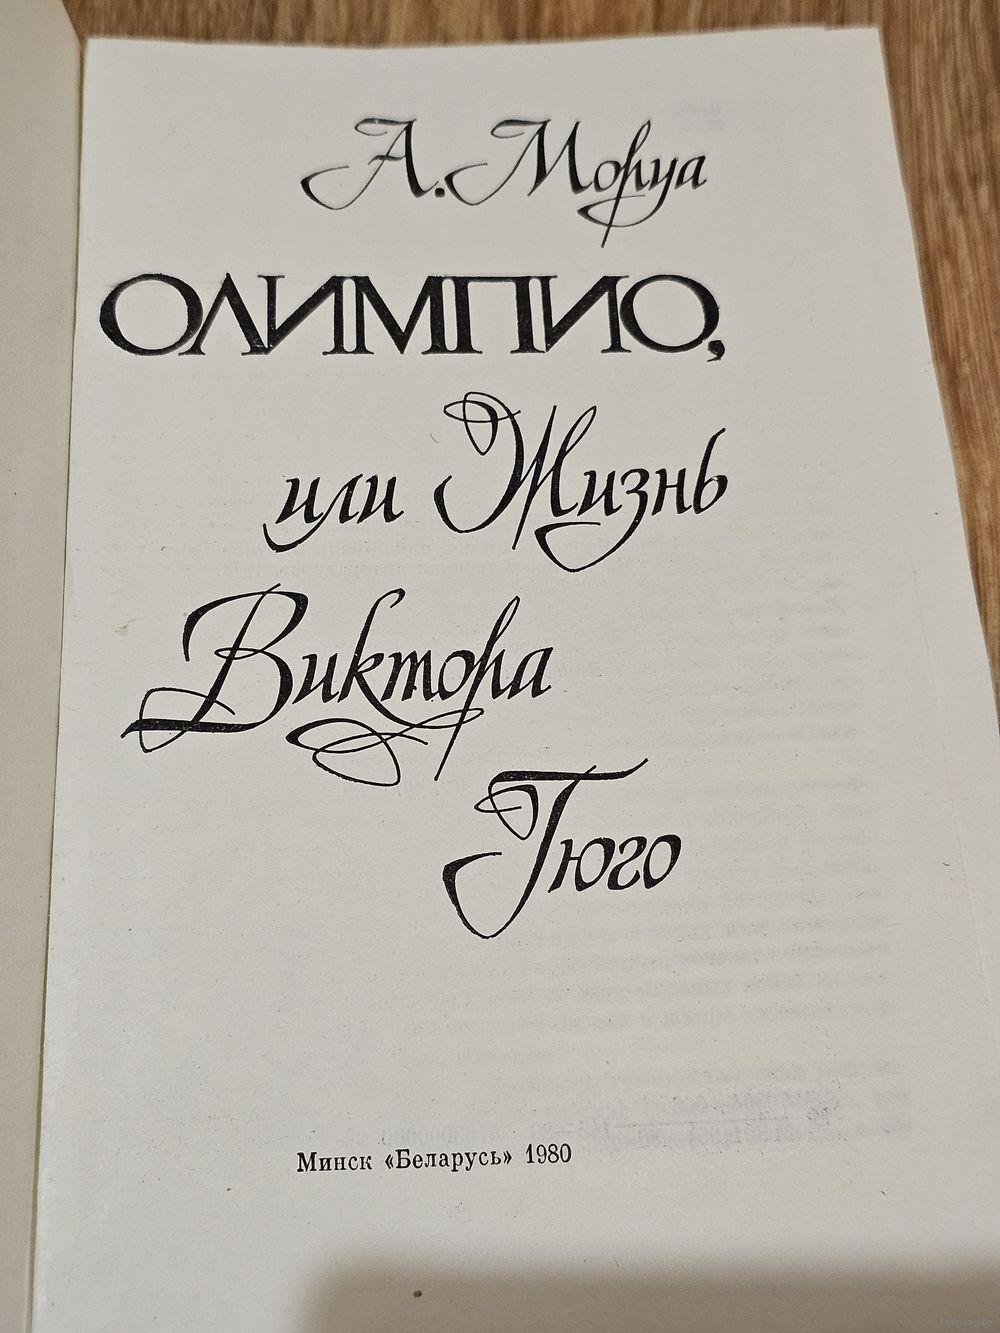 А. Моруа
ОЛИМПИО,
или Жизнь
Виктора
Гюго
Минск «Беларусь» 1980